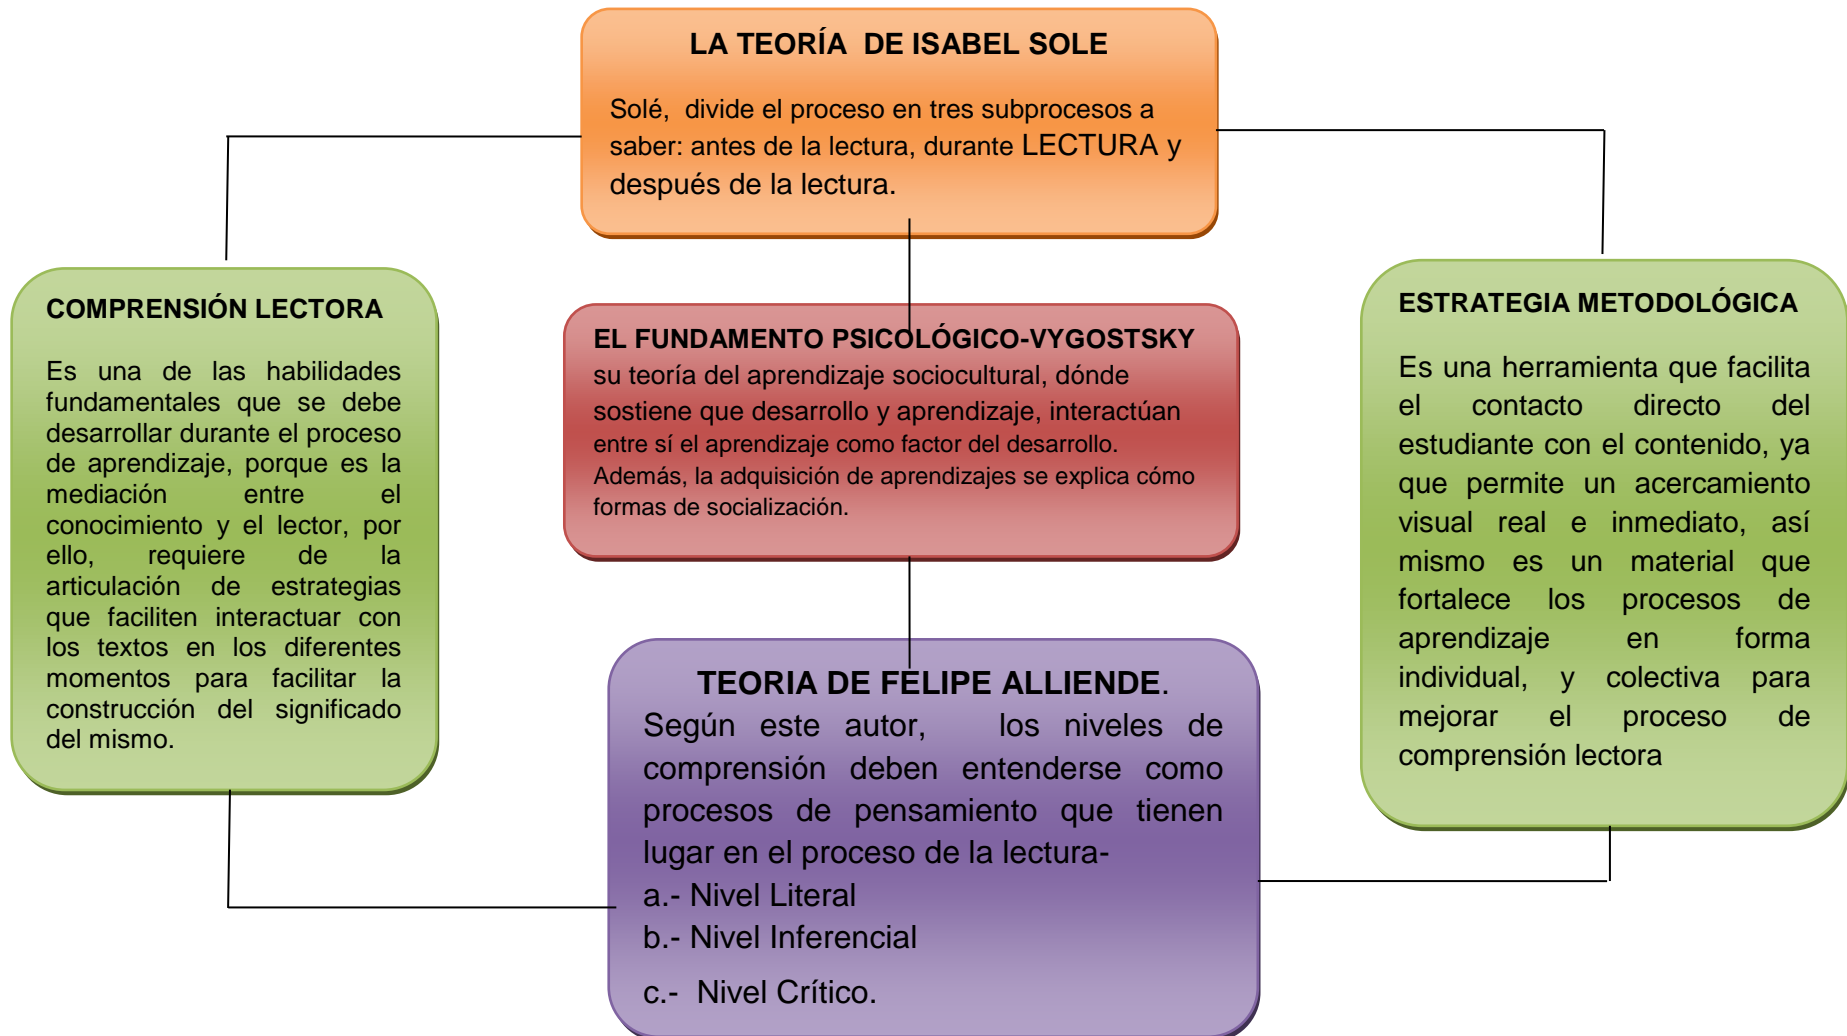 LA TEORÍA DE ISABEL SOLE
Solé, divide el proceso en tres subprocesos a
saber: antes de la lectura, durante LECTURA y
después de la lectura.
COMPRENSIÓN LECTORA
Es una de las habilidades
fundamentales que se debe
desarrollar durante el proceso
de aprendizaje, porque es la
mediación entre el
conocimiento y el lector, por
ello, requiere de la
articulación de estrategias
que faciliten interactuar con
los textos en los diferentes
momentos para facilitar la
construcción del significado
del mismo.
EL FUNDAMENTO PSICOLÓGICO-VYGOSTSKY
su teoría del aprendizaje sociocultural, dónde
sostiene que desarrollo y aprendizaje, interactúan
entre sí el aprendizaje como factor del desarrollo.
Además, la adquisición de aprendizajes se explica cómo
formas de socialización.
ESTRATEGIA METODOLÓGICA
Es una herramienta que facilita
el contacto directo del
estudiante con el contenido, ya
que permite un acercamiento
visual real e inmediato, así
mismo es un material que
fortalece los procesos de
aprendizaje en forma
individual, y colectiva para
mejorar el proceso de
comprensión lectora
TEORIA DE FELIPE ALLIENDE.
Según este autor, los niveles de
comprensión deben entenderse como
procesos de pensamiento que tienen
lugar en el proceso de la lectura-
a.- Nivel Literal
b.- Nivel Inferencial
c.- Nivel Crítico.